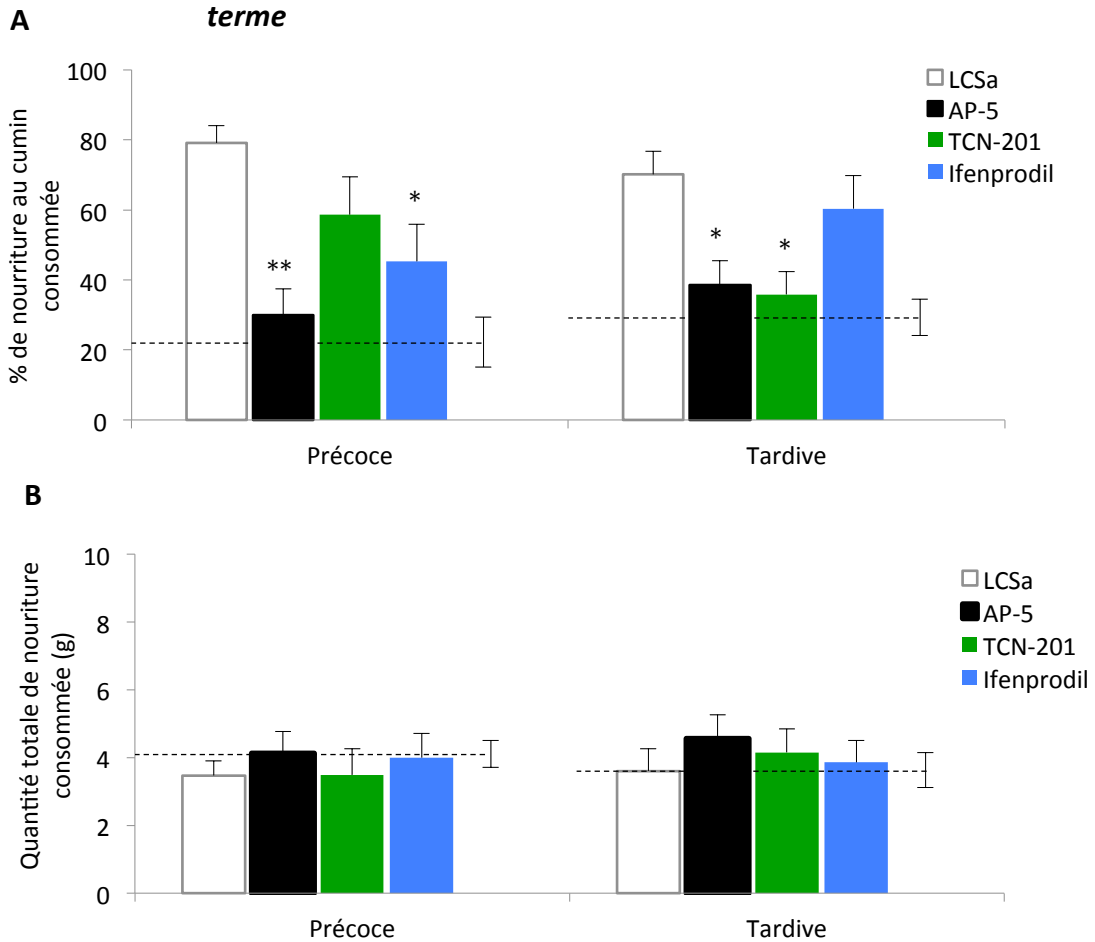 terme
A
% de nourriture au cumin
consommée
100
80
60
40
20
0
**
*
*
*
LCSa
AP-5
TCN-201
Ifenprodil
Précoce
Tardive
B
Quantité totale de nouriture
consommée (g)
10
8
6
4
2
0
LCSa
AP-5
TCN-201
Ifenprodil
Précoce
Tardive